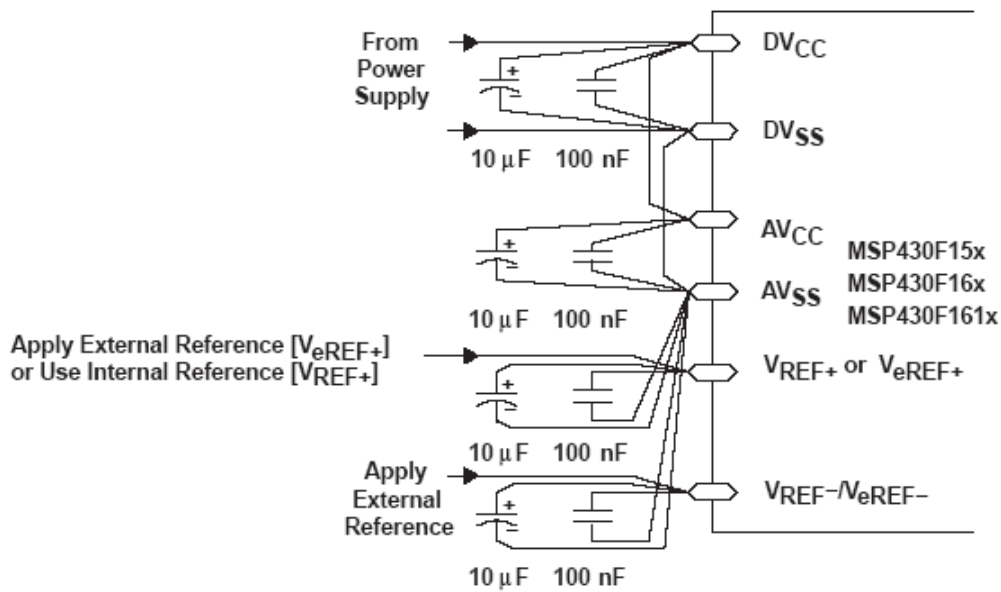 From
Power
Supply
DVCC
+
−
DVSS
10 μF 100 nF
AVCC
+
−
MSP430F15x
AVSS
MSP430F16x
MSP430F161x
10 μF 100 nF
Apply External Reference [VeREF+]
or Use Internal Reference [VREF+]
VREF+ or VeREF+
+
−
10 μF 100 nF
Apply
External
Reference
VREF−/VeREF−
+
−
10 μF 100 nF